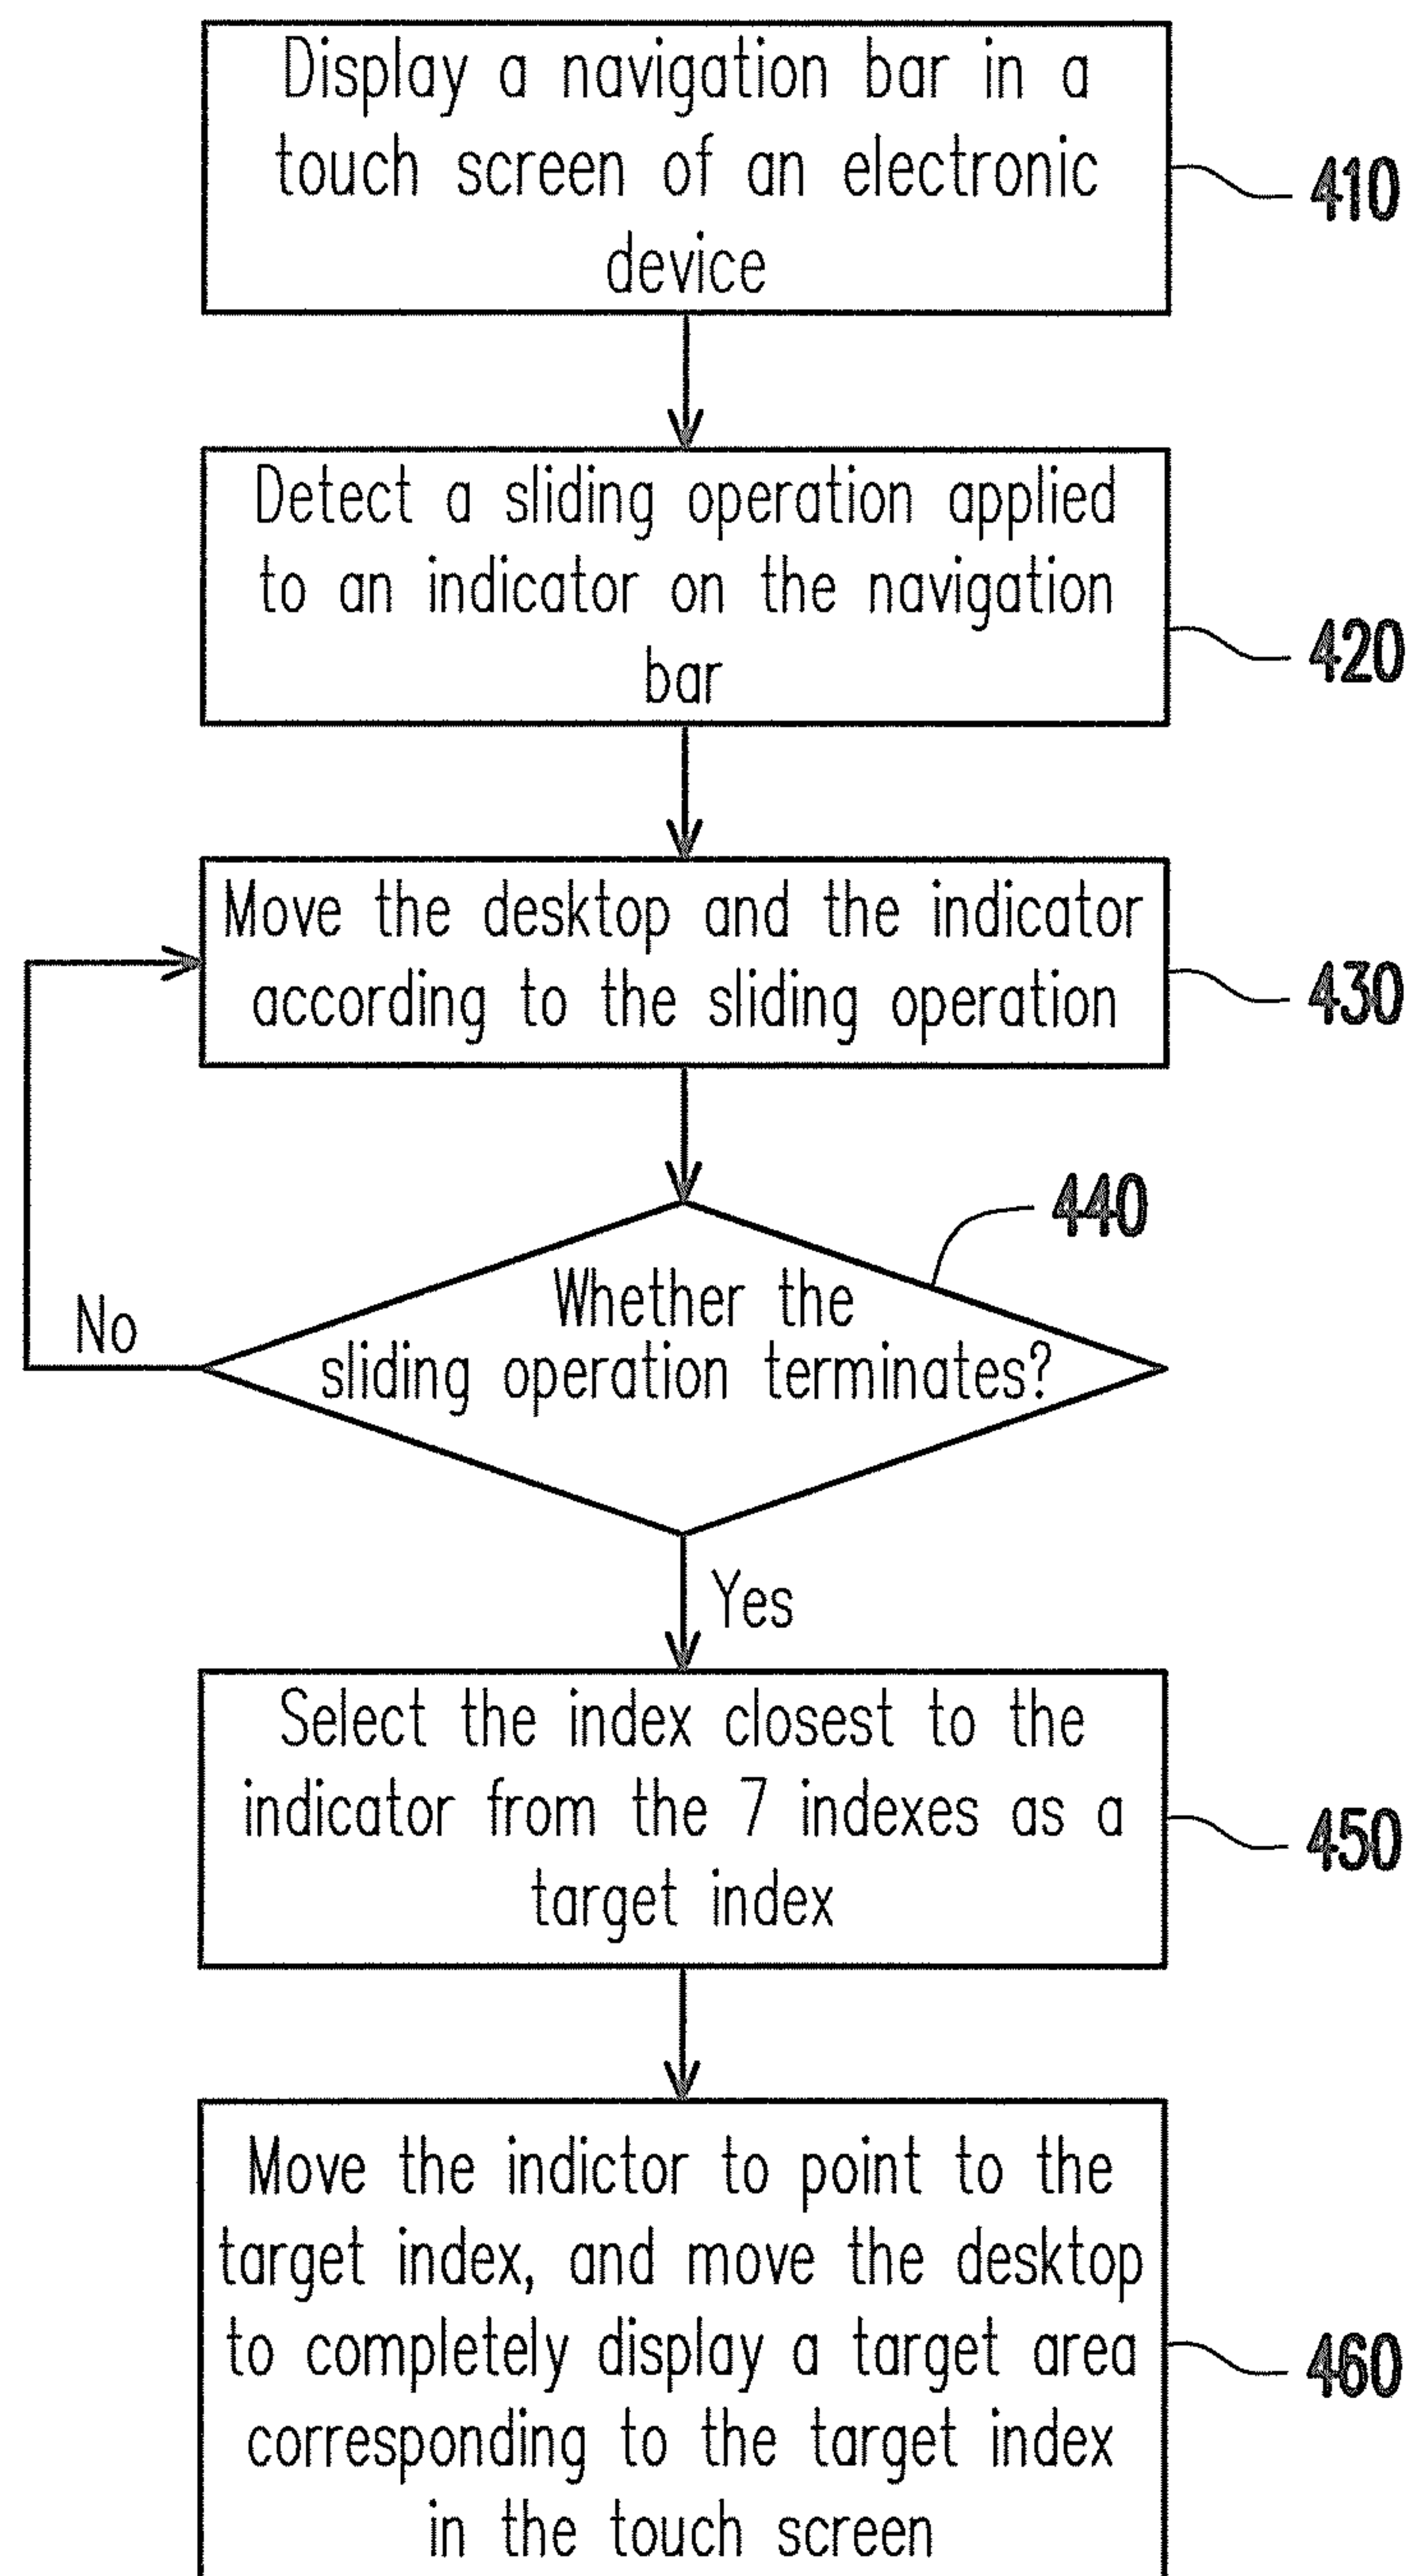 Display a navigation bar in a
touch screen of an electronic
device
410
Detect a sliding operation applied
to an indicator on the navigation
bar
420
Move the desktop and the indicator
according to the sliding operation
430
440
Whether the
sliding operation terminates?
No
Yes
Select the index closest to the
indicator from the 7 indexes as a
target index
450
Move the indictor to point to the
target index, and move the desktop
to completely display a target area
corresponding to the target index
in the touch screen
460